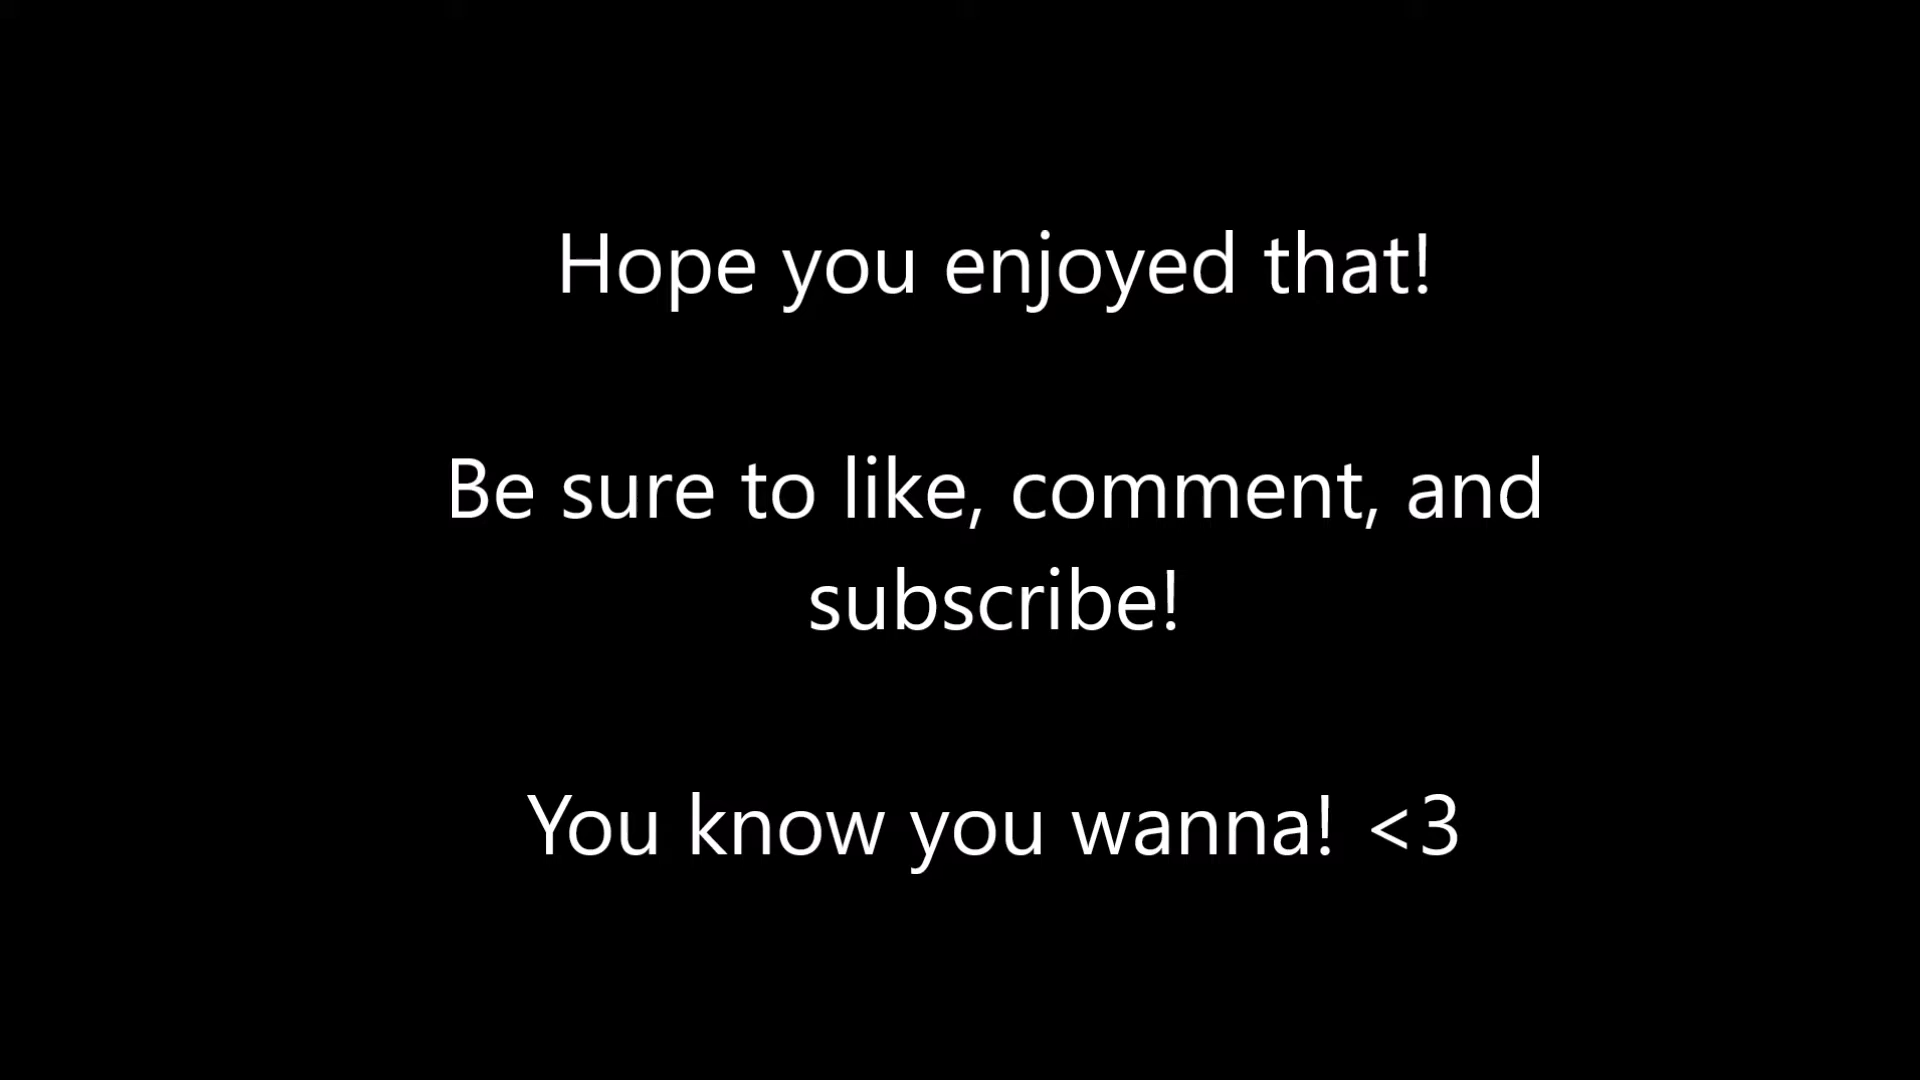 Hope you enjoyed that!
Be sure to like, comment, and
subscribe!
You know you wanna! <3